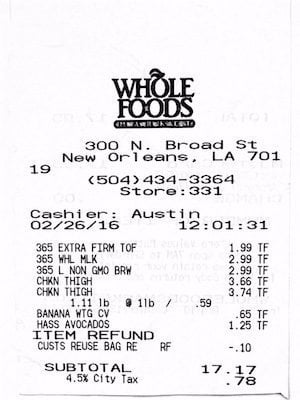 WHOLE
FOODS
MARKET
300 N. Broad St
New Orleans, LA 701
19
(504)434-3364
Store:331
Cashier: Austin
02/26/16 12:01:31
365 EXTRA FIRM TOF 1.99 TF
365 WHL MLK 2.99 TF
365 L NON GMO BRW 2.99 TF
CHKN THIGH 3.66 TF
CHKN THIGH 3.74 TF
1.11 lb @ 1lb / .59
BANANA WTG CV .65 TF
HASS AVOCADOS 1.25 TF
ITEM REFUND
CUSTS REUSE BAG RE RF -.10
SUBTOTAL 17.17
4.5% City Tax .78